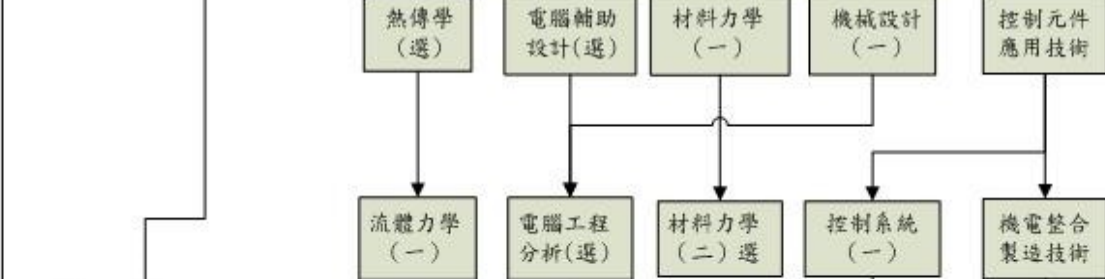 熱傳學
(選)
電腦輔助
設計(選)
材料力學
(一)
機械設計
(一)
控制元件
應用技術
流體力學
(一)
電腦工程
分析(選)
材料力學
(二)選
控制系統
(一)
機電整合
製造技術